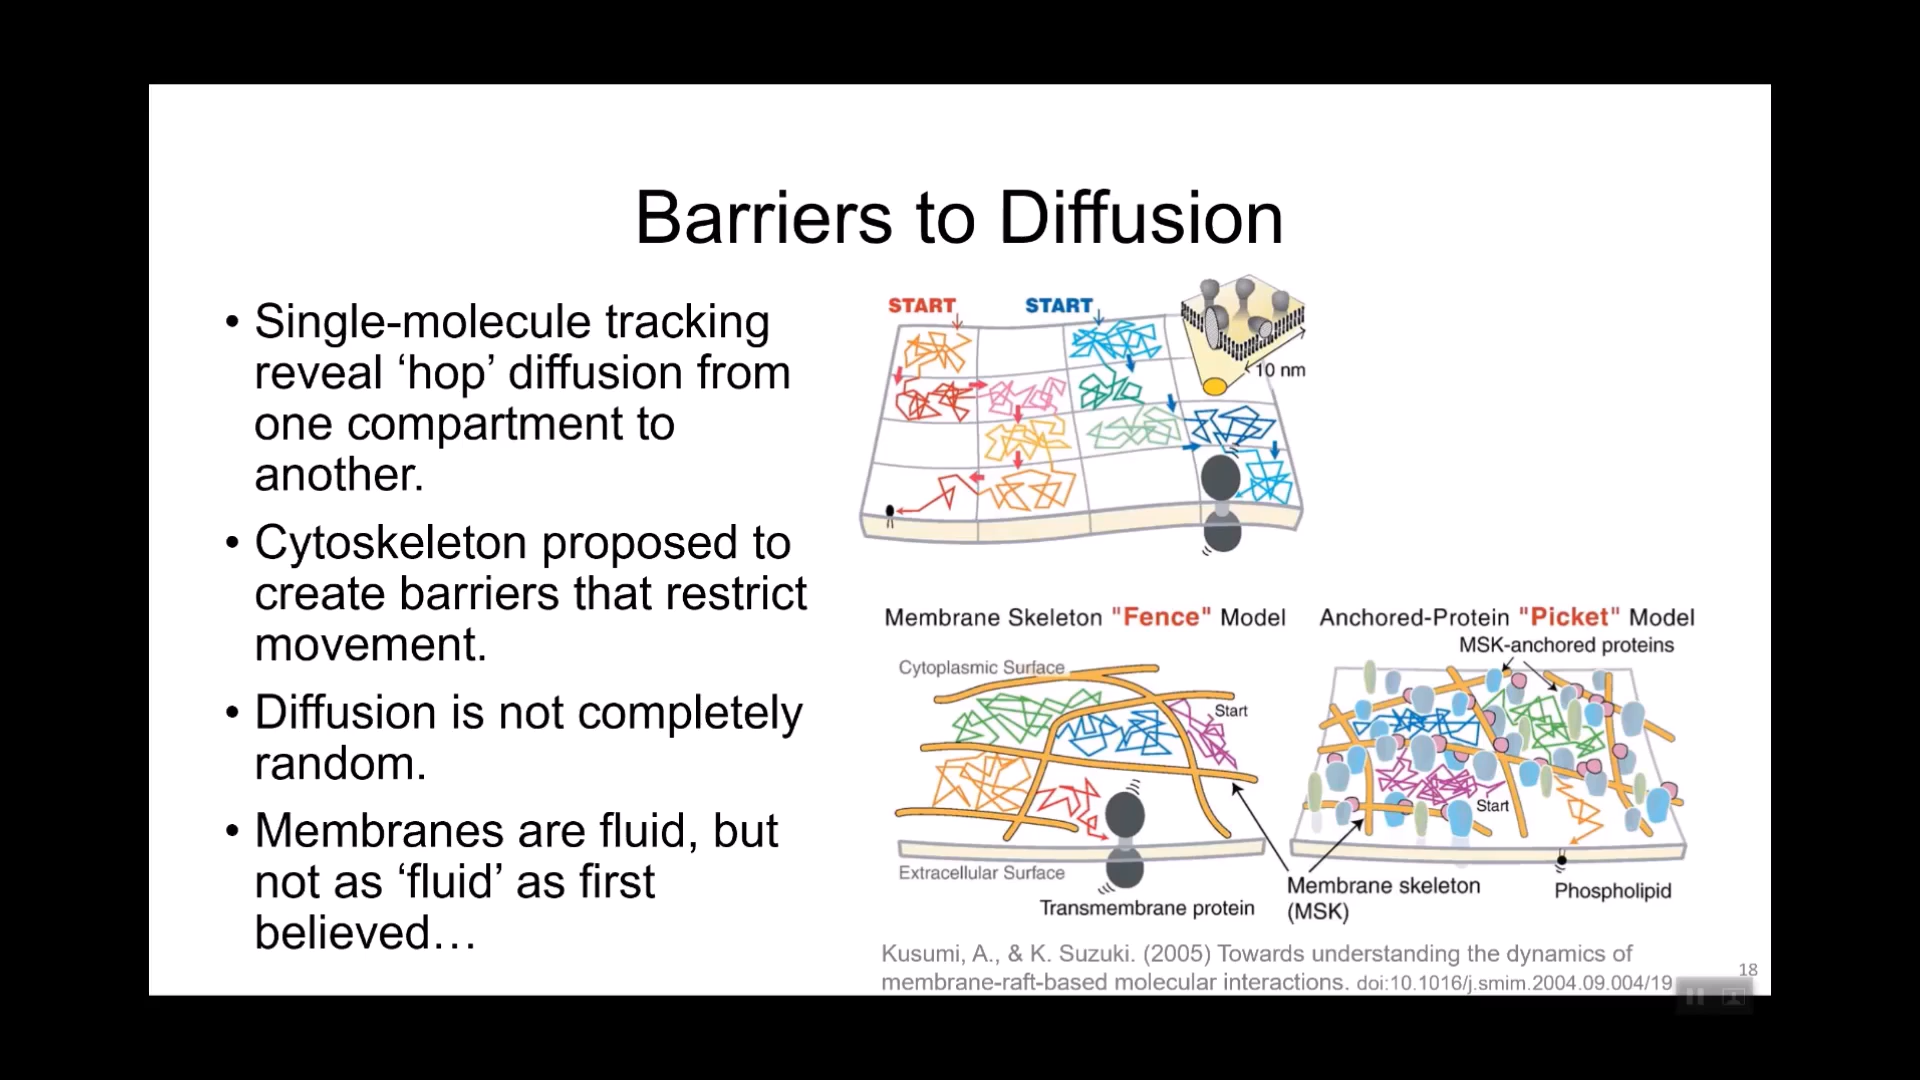 Barriers to Diffusion
• Single-molecule tracking
reveal ‘hop’ diffusion from
one compartment to
another.
• Cytoskeleton proposed to
create barriers that restrict
movement.
• Diffusion is not completely
random.
• Membranes are fluid, but
not as ‘fluid’ as first
believed…
START
START
10 nm
Membrane Skeleton "Fence" Model
Cytoplasmic Surface
Start
Extracellular Surface
Transmembrane protein
Anchored-Protein "Picket" Model
MSK-anchored proteins
Start
Membrane skeleton
(MSK)
Phospholipid
Kusumi, A., & K. Suzuki. (2005) Towards understanding the dynamics of
membrane-raft-based molecular interactions. doi:10.1016/j.smim.2004.09.004/19
18